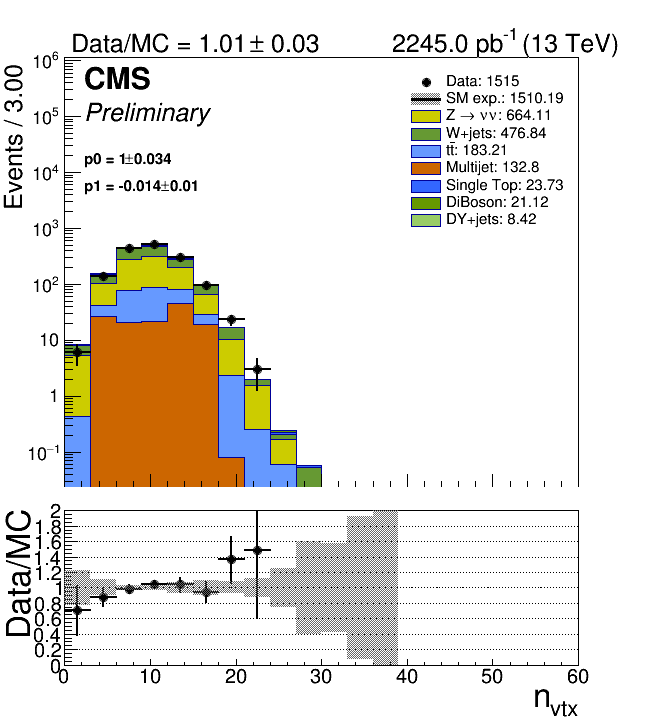 Data/MC = 1.01± 0.03
2245.0 pb⁻¹ (13 TeV)
Events / 3.00
10⁶
10⁵
10⁴
10³
10²
10
1
10⁻¹
CMS
Preliminary
p0 = 1±0.034
p1 = -0.014±0.01
Data: 1515
SM exp.: 1510.19
Z → νν: 664.11
W+jets: 476.84
tt̄: 183.21
Multijet: 132.8
Single Top: 23.73
DiBoson: 21.12
DY+jets: 8.42
Data/MC
2
1.8
1.6
1.4
1.2
1
0.8
0.6
0.4
0.2
0
0 10 20 30 40 50 60
n_vtx